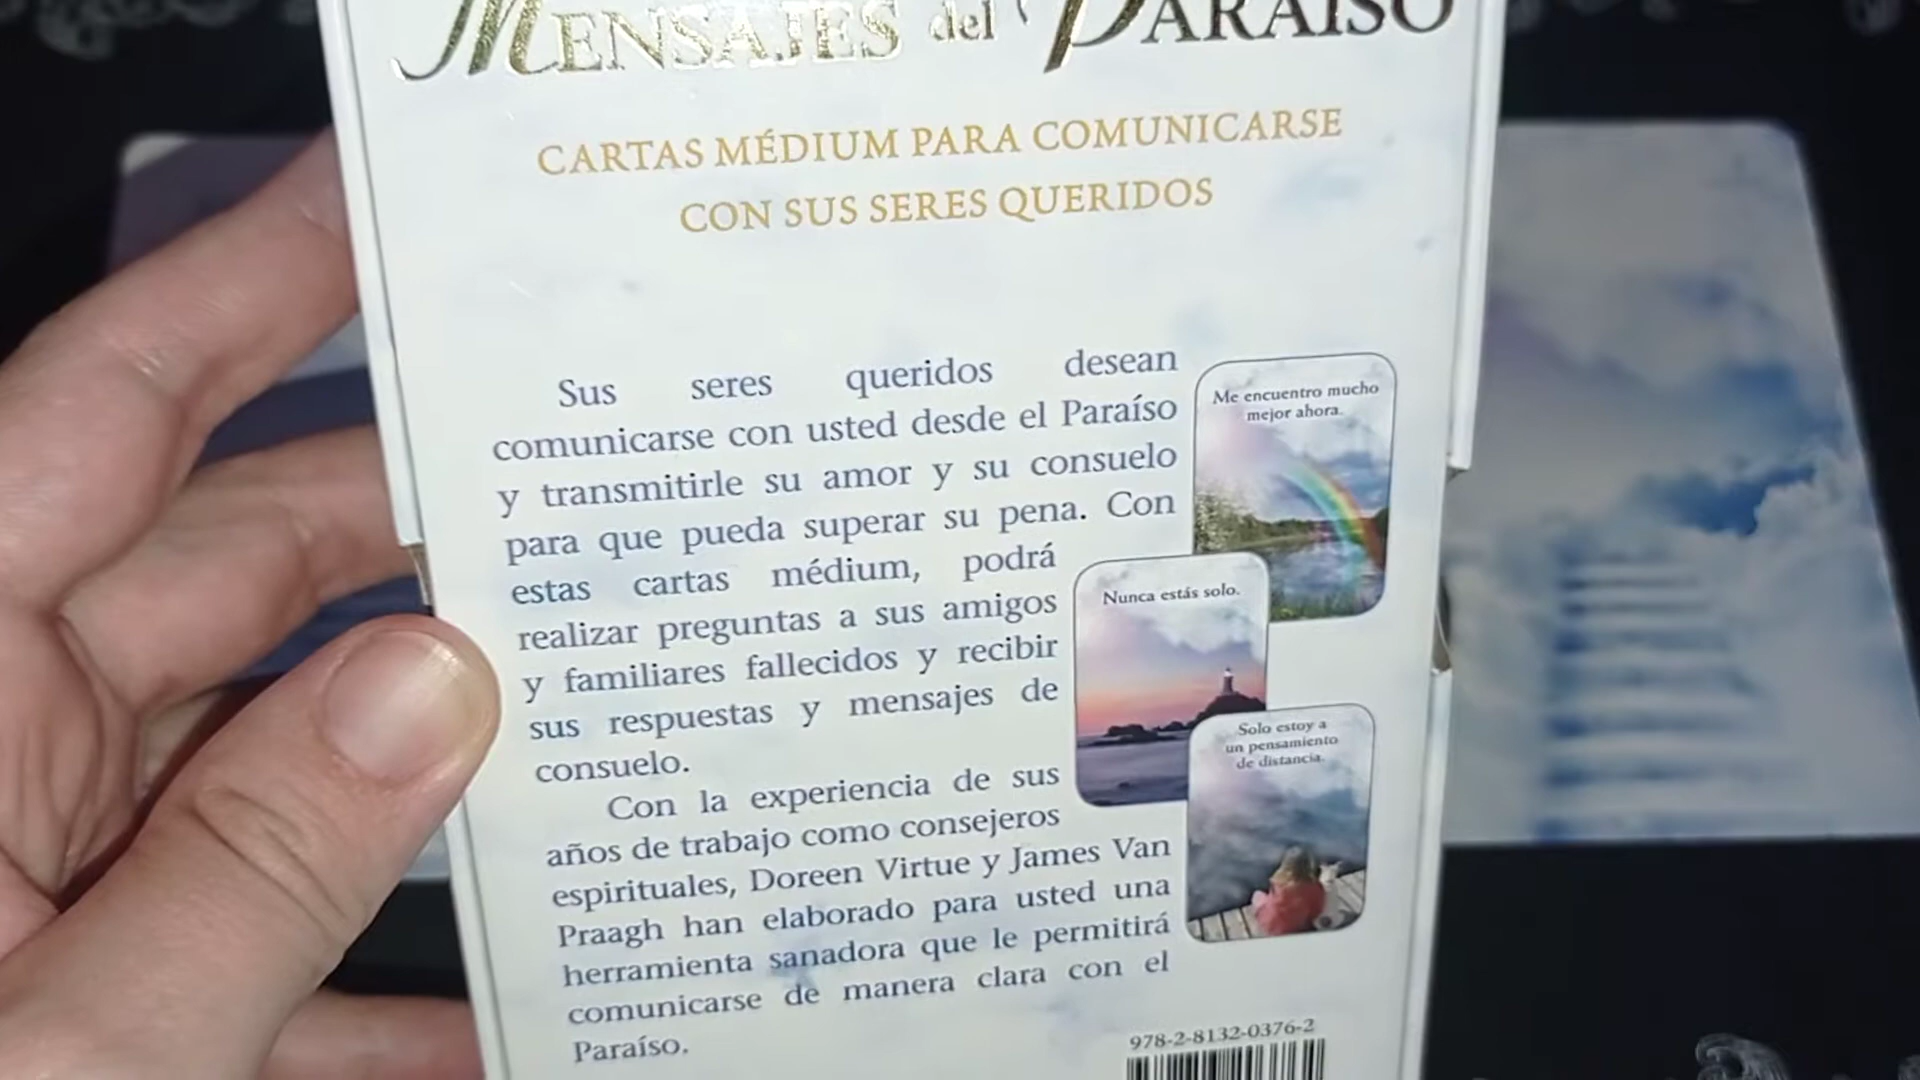 MENSAJES del PARAÍSO
CARTAS MÉDIUM PARA COMUNICARSE
CON SUS SERES QUERIDOS
Sus seres queridos desean
comunicarse con usted desde el Paraíso
y transmitirle su amor y su consuelo
para que pueda superar su pena. Con
estas cartas médium, podrá
realizar preguntas a sus amigos
y familiares fallecidos y recibir
sus respuestas y mensajes de
consuelo.
Con la experiencia de sus
años de trabajo como consejeros
espirituales, Doreen Virtue y James Van
Praagh han elaborado para usted una
herramienta sanadora que le permitirá
comunicarse de manera clara con el
Paraíso.
Me encuentro mucho
mejor ahora.
Nunca estás solo.
Solo estoy a
un pensamiento
de distancia.
978-2-8132-0376-2